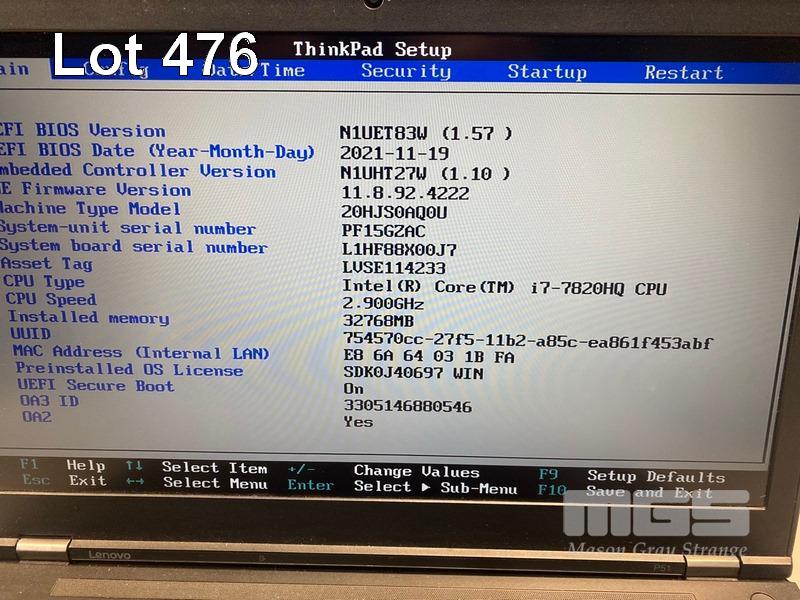 Lot 476
ThinkPad Setup
ain Config Date/Time Security Startup Restart
EFI BIOS Version N1UET83W (1.57 )
EFI BIOS Date (Year-Month-Day) 2021-11-19
mbedded Controller Version N1UHT27W (1.10 )
E Firmware Version 11.8.92.4222
Machine Type Model 20HJS0AQ0U
System-unit serial number PF15GZAC
System board serial number L1HF88X00J7
Asset Tag LVSE114233
CPU Type Intel(R) Core(TM) i7-7820HQ CPU
CPU Speed 2.900GHz
Installed memory 32768MB
UUID 754570cc-27f5-11b2-a85c-ea861f453abf
MAC Address (Internal LAN) E8 6A 64 03 1B FA
Preinstalled OS License SDK0J40697 WIN
UEFI Secure Boot On
OA3 ID 3305146880546
OA2 Yes
F1 Help ↑↓ Select Item +/- Change Values F9 Setup Defaults
Esc Exit ←→ Select Menu Enter Select ▶ Sub-Menu F10 Save and Exit
MGS
Mason Gray Strange
Lenovo
P51